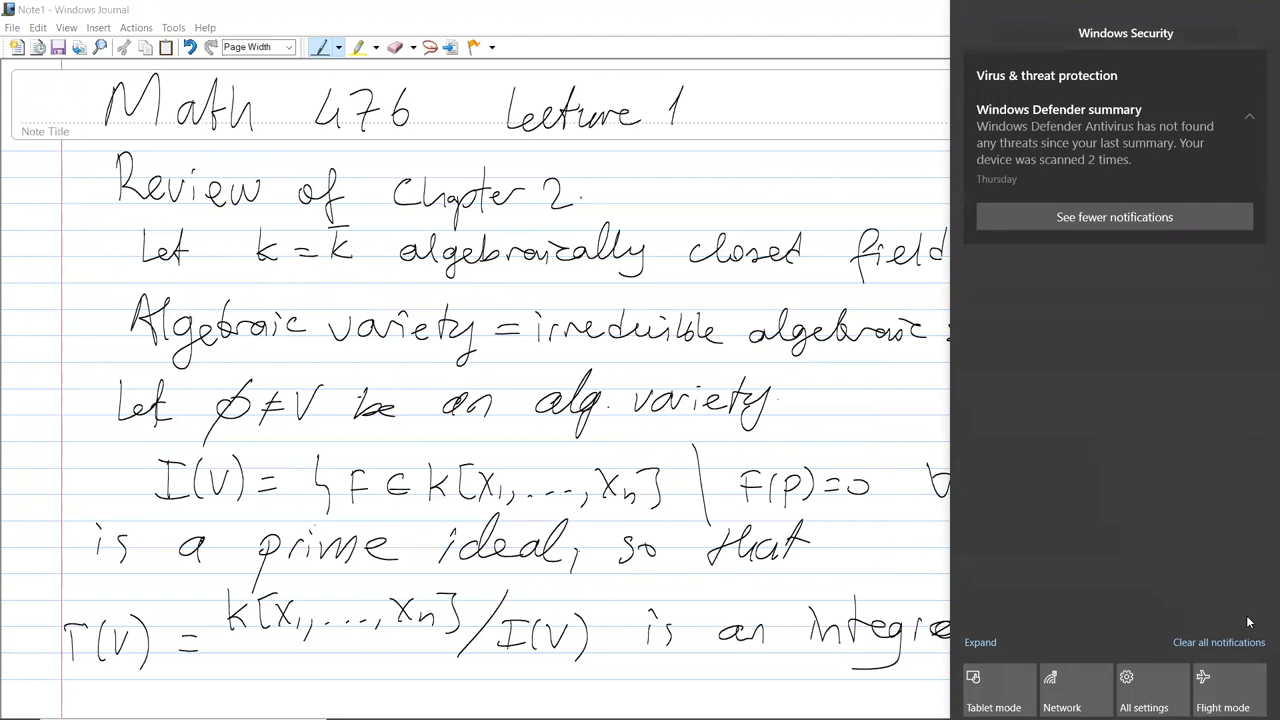 Note1 - Windows Journal
File Edit View Insert Actions Tools Help
Page Width
Note Title
Math 476 Lecture 1
Review of Chapter 2.
Let k = k̅ algebraically closed field
Algebraic variety = irreducible algebraic
Let ∅ ≠ V be an alg. variety.
I(V) = { F ∈ k[X₁, ..., Xₙ] | F(p)=0
is a prime ideal, so that
Γ(V) = k[X₁, ..., Xₙ] / I(V) is an
Windows Security
Virus & threat protection
Windows Defender summary
Windows Defender Antivirus has not found
any threats since your last summary. Your
device was scanned 2 times.
Thursday
See fewer notifications
Expand Clear all notifications
Tablet mode Network All settings Flight mode